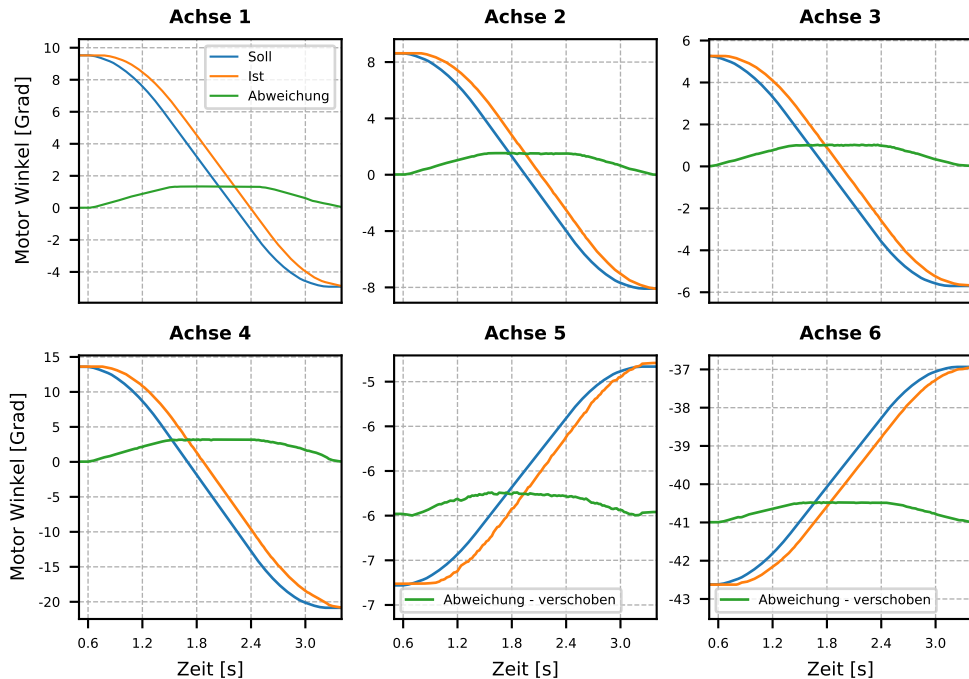 Achse 1
Achse 2
Achse 3
Motor Winkel [Grad]
10
8
6
4
2
0
-2
-4
Soll
Ist
Abweichung
8
4
0
-4
-8
6
4
2
0
-2
-4
-6
Achse 4
Achse 5
Achse 6
Motor Winkel [Grad]
15
10
5
0
-5
-10
-15
-20
-5
-6
-6
-6
-7
-7
Abweichung - verschoben
-37
-38
-39
-40
-41
-42
-43
Abweichung - verschoben
0.6 1.2 1.8 2.4 3.0
0.6 1.2 1.8 2.4 3.0
0.6 1.2 1.8 2.4 3.0
Zeit [s]
Zeit [s]
Zeit [s]